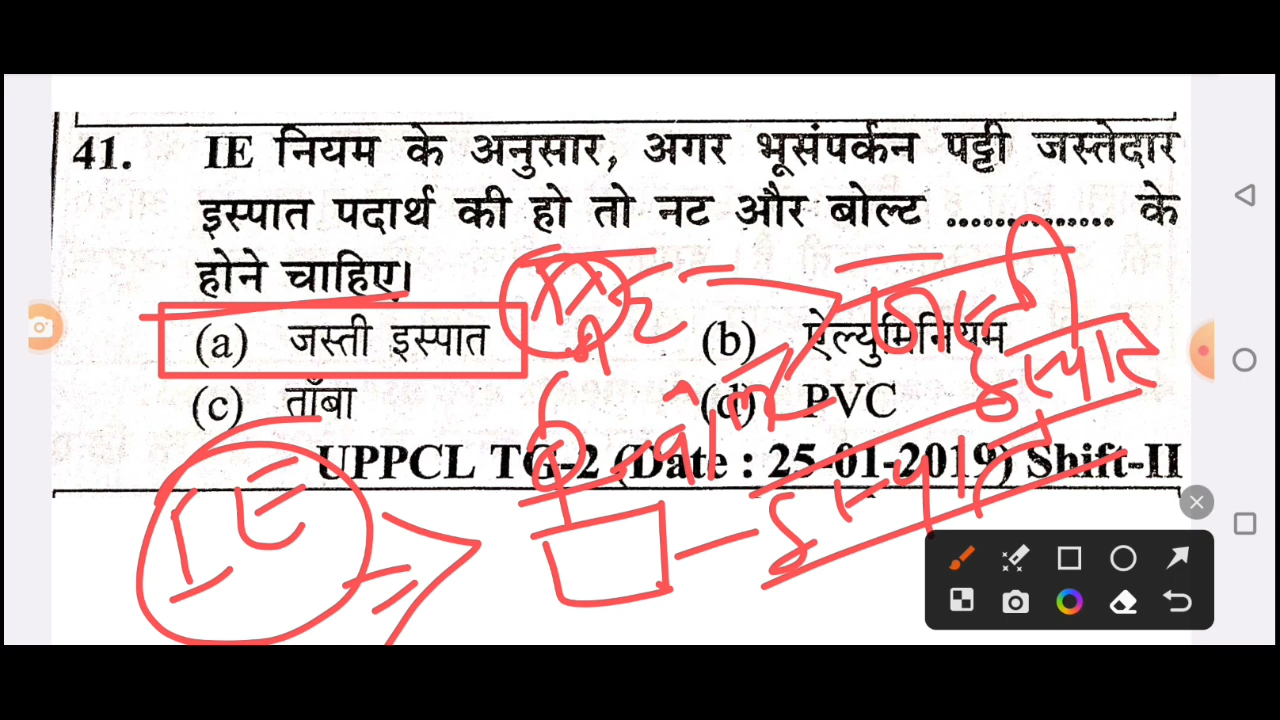 41. IE नियम के अनुसार, अगर भूसंपर्कन पट्टी जस्तेदार
इस्पात पदार्थ की हो तो नट और बोल्ट .............. के
होने चाहिए।
(a) जस्ती इस्पात (b) ऐल्युमिनियम
(c) ताँबा (d) PVC
UPPCL TG-2 (Date : 25-01-2019) Shift-II
IE
इस्पात